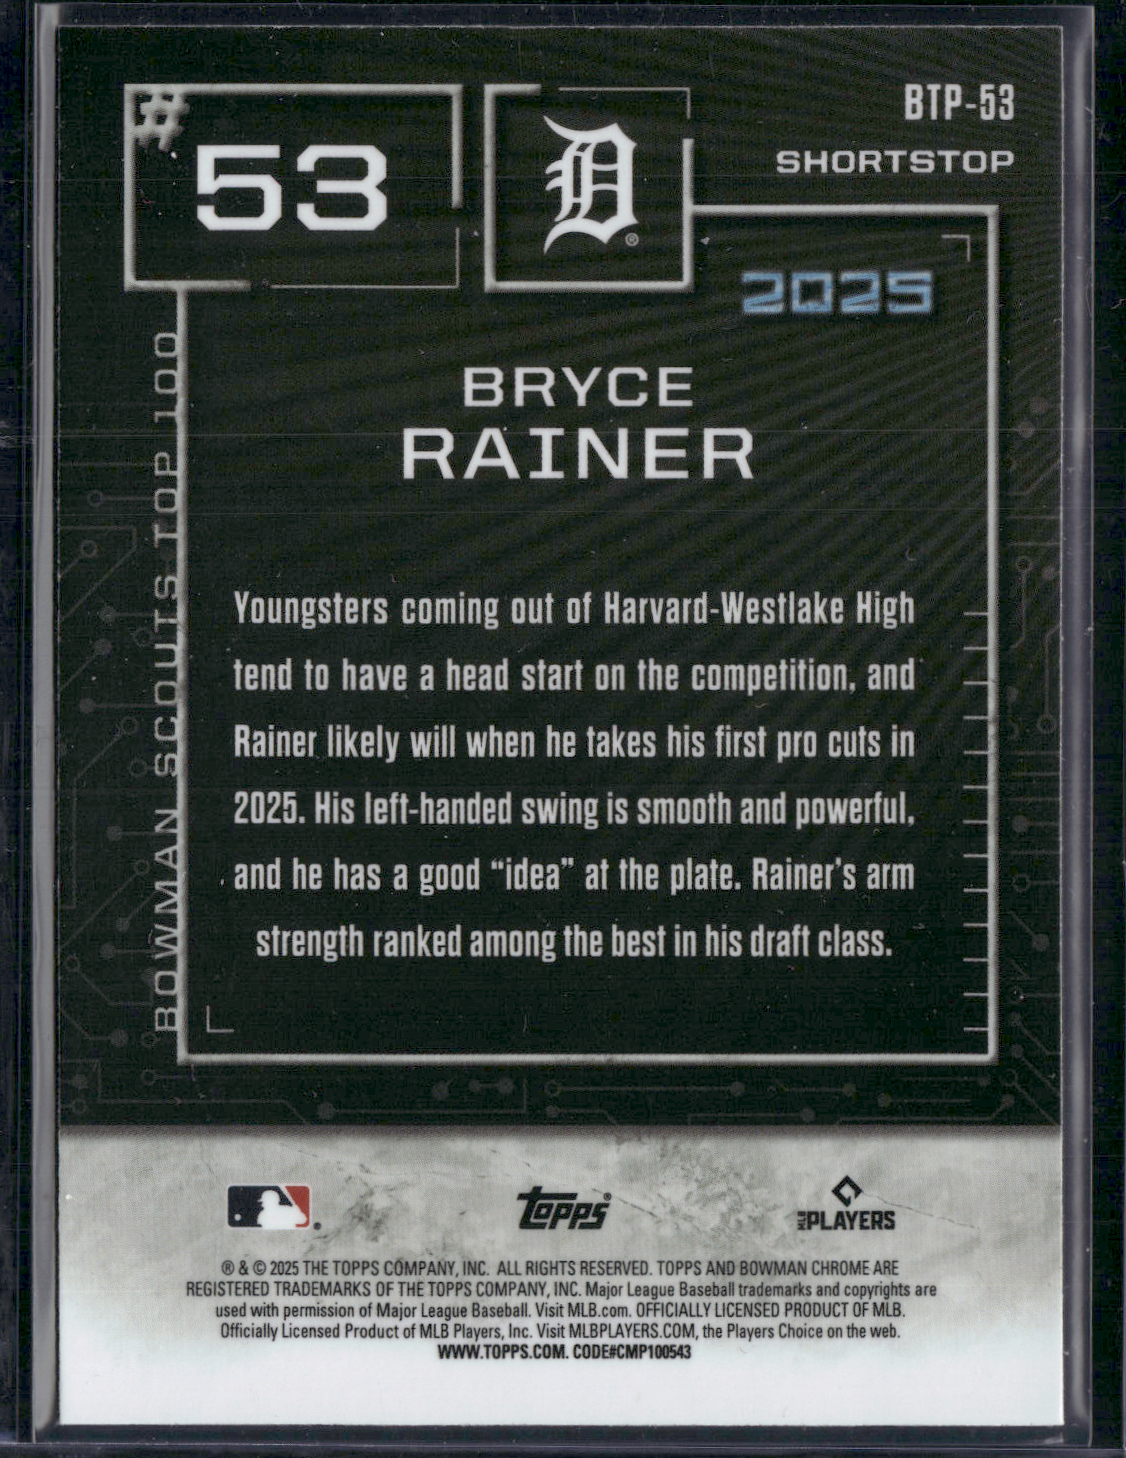 #
53
D
®
BTP-53
SHORTSTOP
2025
BOWMAN SCOUTS TOP 100
BRYCE
RAINER
Youngsters coming out of Harvard-Westlake High
tend to have a head start on the competition, and
Rainer likely will when he takes his first pro cuts in
2025. His left-handed swing is smooth and powerful,
and he has a good “idea” at the plate. Rainer’s arm
strength ranked among the best in his draft class.
topps®
MLB PLAYERS
® & © 2025 THE TOPPS COMPANY, INC. ALL RIGHTS RESERVED. TOPPS AND BOWMAN CHROME ARE
REGISTERED TRADEMARKS OF THE TOPPS COMPANY, INC. Major League Baseball trademarks and copyrights are
used with permission of Major League Baseball. Visit MLB.com. OFFICIALLY LICENSED PRODUCT OF MLB.
Officially Licensed Product of MLB Players, Inc. Visit MLBPLAYERS.COM, the Players Choice on the web.
WWW.TOPPS.COM. CODE#CMP100543